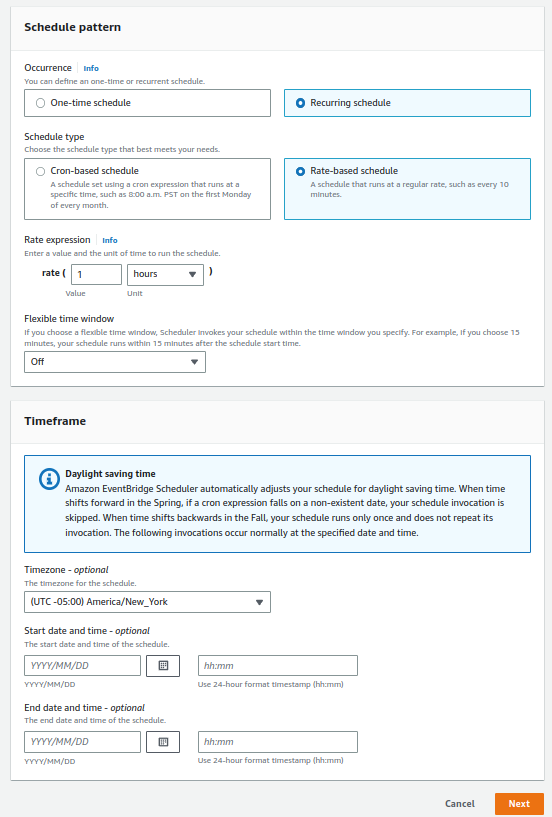 Schedule pattern
Occurrence Info
You can define an one-time or recurrent schedule.
One-time schedule
Recurring schedule
Schedule type
Choose the schedule type that best meets your needs.
Cron-based schedule
A schedule set using a cron expression that runs at a
specific time, such as 8:00 a.m. PST on the first Monday
of every month.
Rate-based schedule
A schedule that runs at a regular rate, such as every 10
minutes.
Rate expression Info
Enter a value and the unit of time to run the schedule.
rate ( 1 hours )
Value Unit
Flexible time window
If you choose a flexible time window, Scheduler invokes your schedule within the time window you specify. For example, if you choose 15
minutes, your schedule runs within 15 minutes after the schedule start time.
Off
Timeframe
Daylight saving time
Amazon EventBridge Scheduler automatically adjusts your schedule for daylight saving time. When time
shifts forward in the Spring, if a cron expression falls on a non-existent date, your schedule invocation is
skipped. When time shifts backwards in the Fall, your schedule runs only once and does not repeat its
invocation. The following invocations occur normally at the specified date and time.
Timezone - optional
The timezone for the schedule.
(UTC -05:00) America/New_York
Start date and time - optional
The start date and time of the schedule.
YYYY/MM/DD hh:mm
YYYY/MM/DD Use 24-hour format timestamp (hh:mm)
End date and time - optional
The end date and time of the schedule.
YYYY/MM/DD hh:mm
YYYY/MM/DD Use 24-hour format timestamp (hh:mm)
Cancel Next